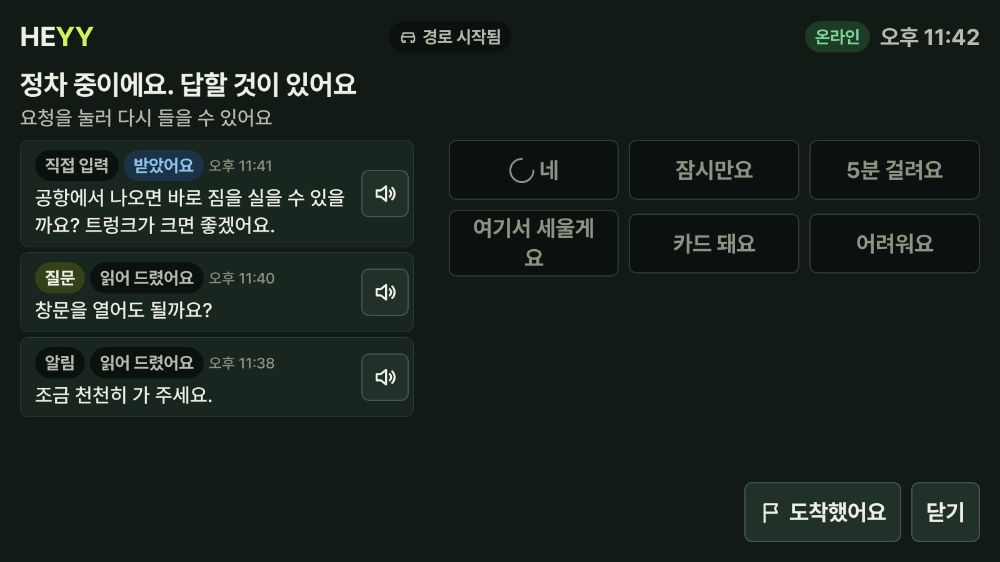 HEYY
경로 시작됨
온라인 오후 11:42
정차 중이에요. 답할 것이 있어요
요청을 눌러 다시 들을 수 있어요
직접 입력 받았어요 오후 11:41
공항에서 나오면 바로 짐을 실을 수 있을
까요? 트렁크가 크면 좋겠어요.
질문 읽어 드렸어요 오후 11:40
창문을 열어도 될까요?
알림 읽어 드렸어요 오후 11:38
조금 천천히 가 주세요.
네
잠시만요
5분 걸려요
여기서 세울게
요
카드 돼요
어려워요
도착했어요
닫기